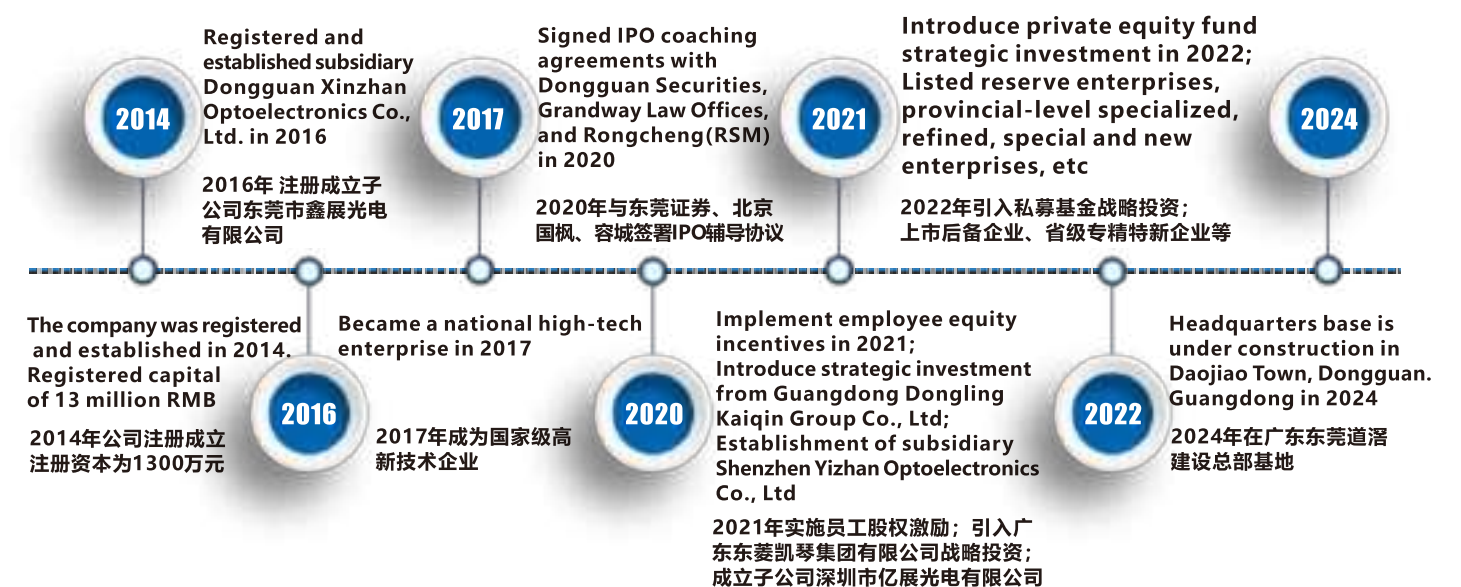 2014
The company was registered
and established in 2014.
Registered capital
of 13 million RMB
2014年公司注册成立
注册资本为1300万元
Registered and
established subsidiary
Dongguan Xinzhan
Optoelectronics Co.,
Ltd. in 2016
2016年 注册成立子
公司东莞市鑫展光电
有限公司
2016
2017
Became a national high-tech
enterprise in 2017
2017年成为国家级高
新技术企业
Signed IPO coaching
agreements with
Dongguan Securities,
Grandway Law Offices,
and Rongcheng(RSM)
in 2020
2020年与东莞证券、北京
国枫、容城签署IPO辅导协议
2020
2021
Implement employee equity
incentives in 2021;
Introduce strategic investment
from Guangdong Dongling
Kaiqin Group Co., Ltd;
Establishment of subsidiary
Shenzhen Yizhan Optoelectronics
Co., Ltd
2021年实施员工股权激励；引入广
东东菱凯琴集团有限公司战略投资；
成立子公司深圳市亿展光电有限公司
Introduce private equity fund
strategic investment in 2022;
Listed reserve enterprises,
provincial-level specialized,
refined, special and new
enterprises, etc
2022年引入私募基金战略投资；
上市后备企业、省级专精特新企业等
2022
2024
Headquarters base is
under construction in
Daojiao Town, Dongguan.
Guangdong in 2024
2024年在广东东莞道滘
建设总部基地